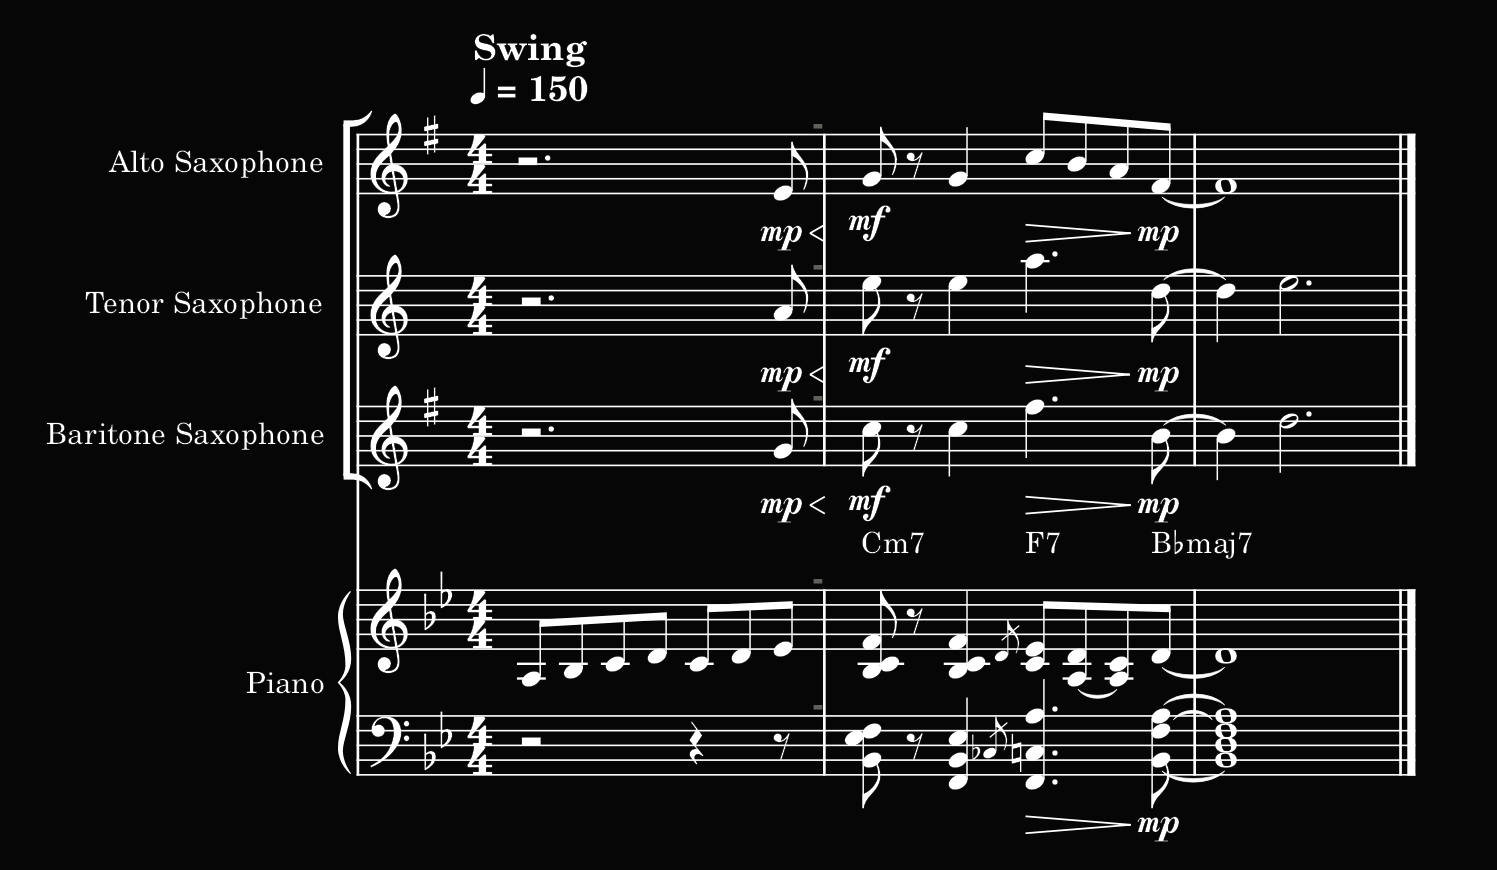 Swing
♩ = 150
Alto Saxophone
mp mf mp
Tenor Saxophone
mp mf mp
Baritone Saxophone
mp mf mp
Cm7 F7 B♭maj7
Piano
mp